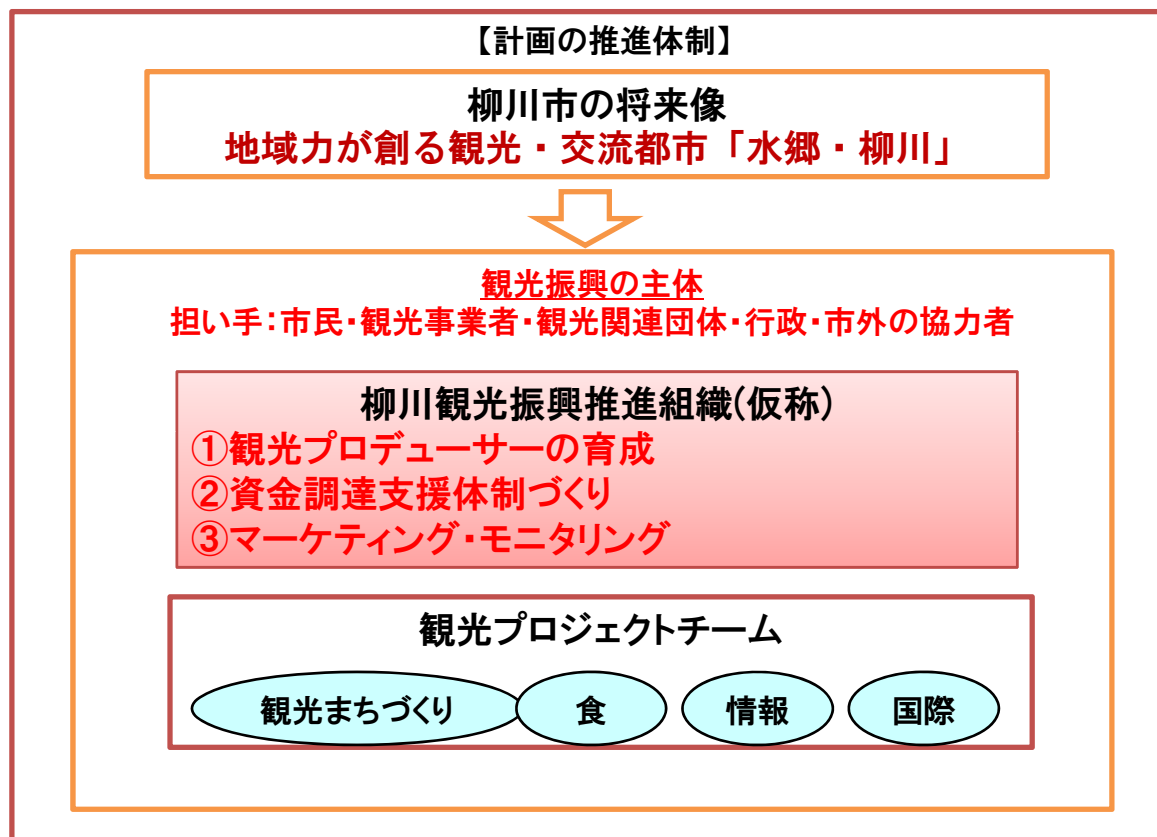 【計画の推進体制】
柳川市の将来像
地域力が創る観光・交流都市「水郷・柳川」
観光振興の主体
担い手：市民・観光事業者・観光関連団体・行政・市外の協力者
柳川観光振興推進組織(仮称)
①観光プロデューサーの育成
②資金調達支援体制づくり
③マーケティング・モニタリング
観光プロジェクトチーム
観光まちづくり 食 情報 国際